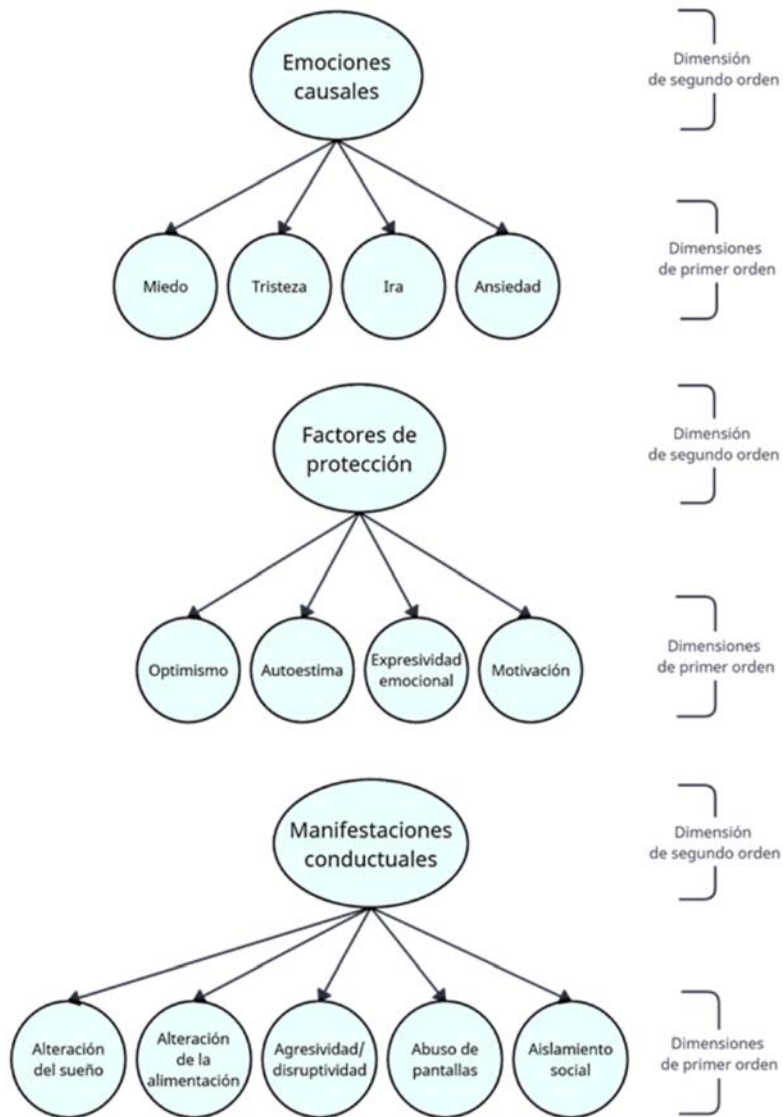 Emociones
causales
Dimensión
de segundo orden
Miedo
Tristeza
Ira
Ansiedad
Dimensiones
de primer orden
Factores de
protección
Dimensión
de segundo orden
Optimismo
Autoestima
Expresividad
emocional
Motivación
Dimensiones
de primer orden
Manifestaciones
conductuales
Dimensión
de segundo orden
Alteración
del sueño
Alteración
de la
alimentación
Agresividad/
disruptividad
Abuso de
pantallas
Aislamiento
social
Dimensiones
de primer orden